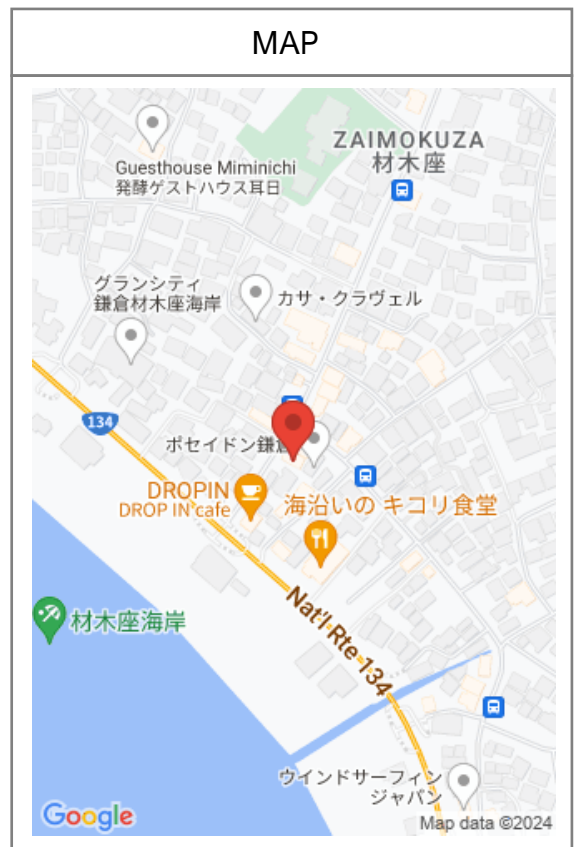 MAP
ZAIMOKUZA
材木座
Guesthouse Miminichi
発酵ゲストハウス耳日
グランシティ
鎌倉材木座海岸
カサ・クラヴェル
134
ポセイドン鎌倉
DROPIN
DROP IN cafe
海沿いの キコリ食堂
材木座海岸
Nat'l Rte 134
ウインドサーフィン
ジャパン
Google
Map data ©2024